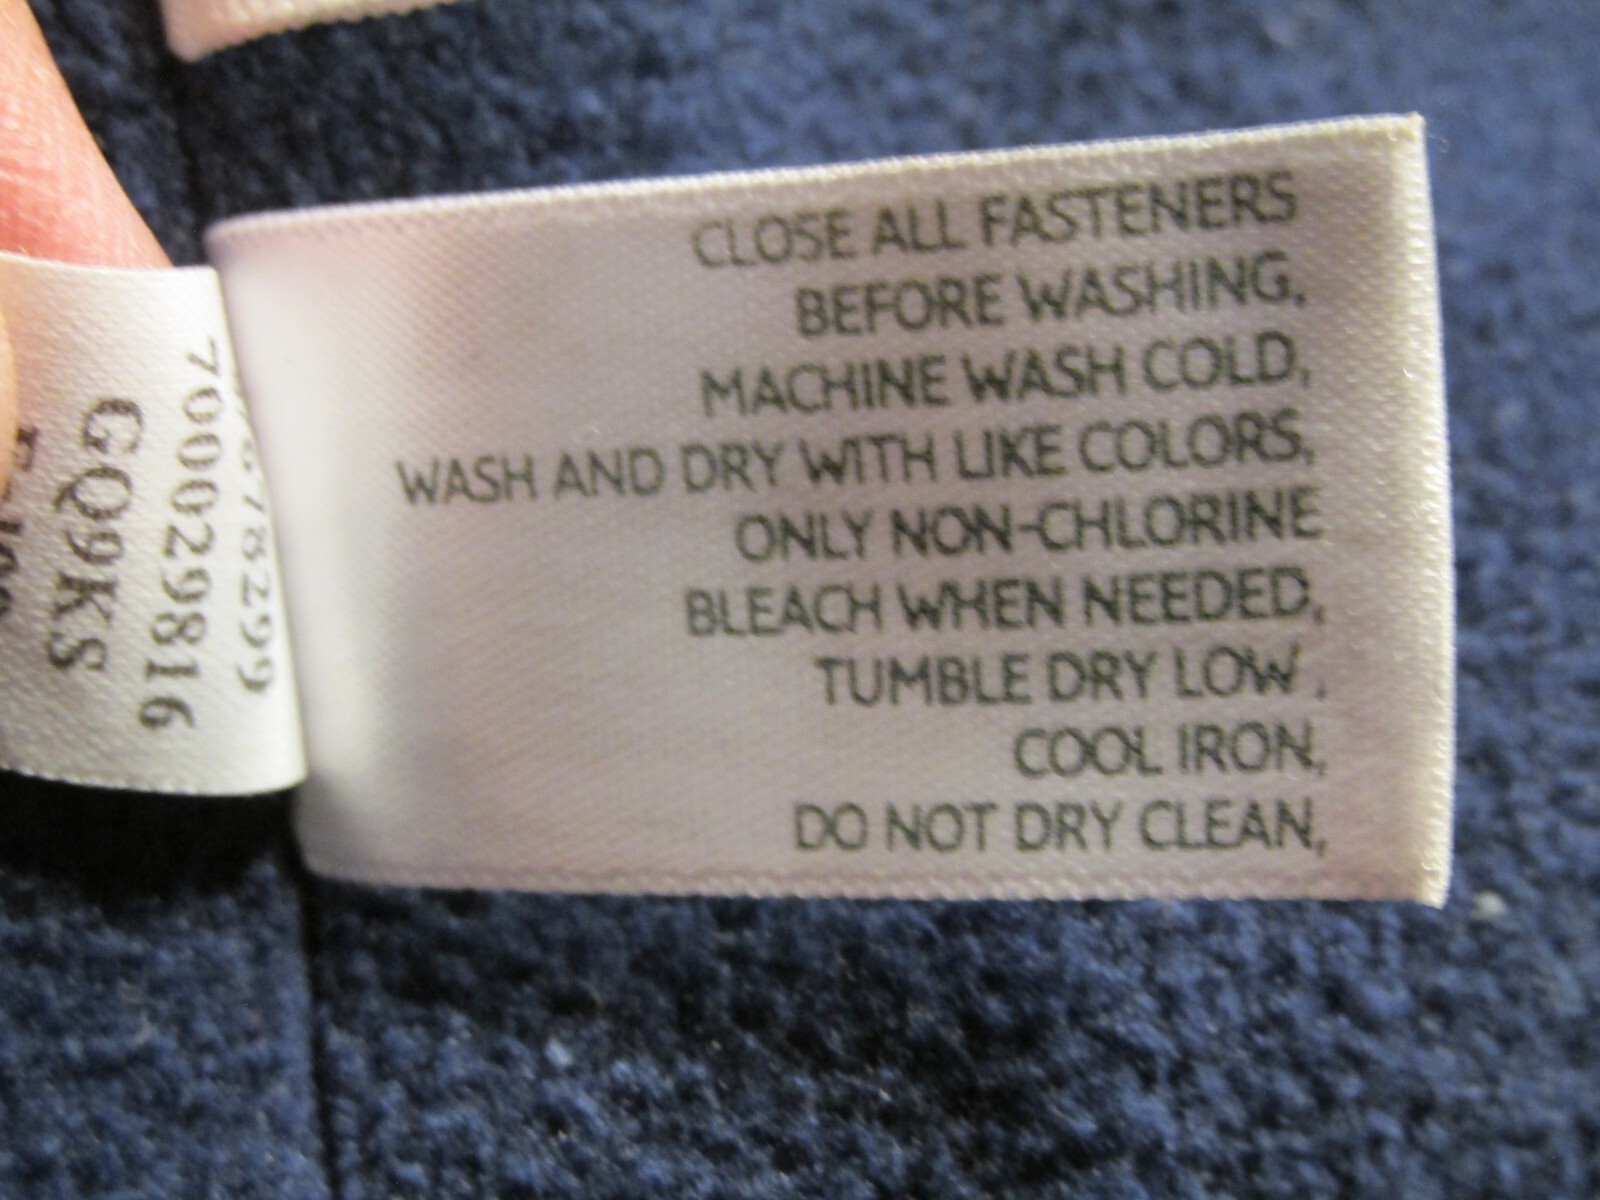 CLOSE ALL FASTENERS
BEFORE WASHING,
MACHINE WASH COLD,
WASH AND DRY WITH LIKE COLORS,
ONLY NON-CHLORINE
BLEACH WHEN NEEDED,
TUMBLE DRY LOW .
COOL IRON,
DO NOT DRY CLEAN,
700029816
GQ9KS